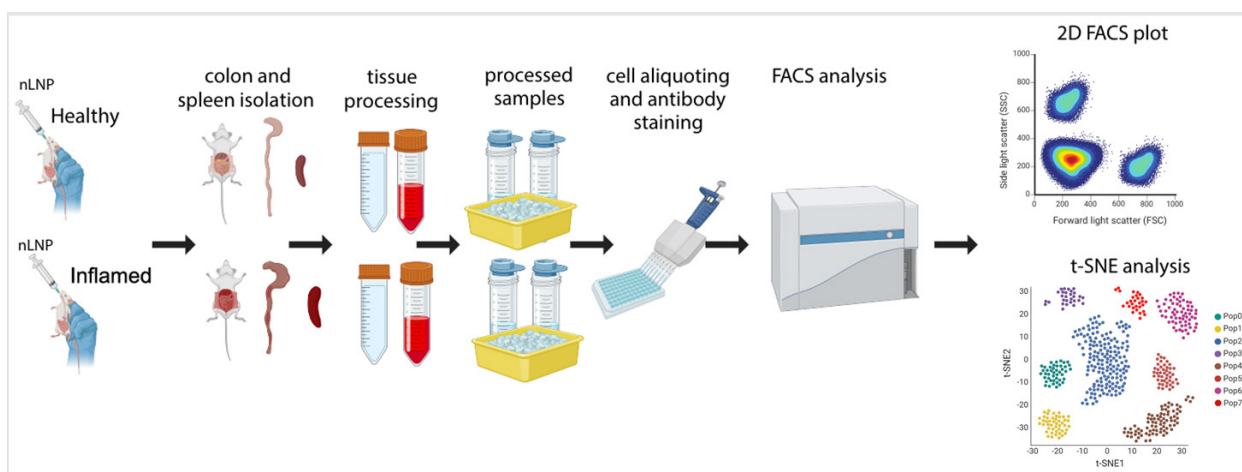 nLNP
Healthy
colon and
spleen isolation
tissue
processing
processed
samples
cell aliquoting
and antibody
staining
FACS analysis
nLNP
Inflamed
2D FACS plot
Side light scatter (SSC)
1000
800
600
400
200
0
0 200 400 600 800 1000
Forward light scatter (FSC)
t-SNE analysis
t-SNE2
30
20
10
0
-10
-20
-30
-30 -20 -10 0 10 20 30
t-SNE1
Pop0
Pop1
Pop2
Pop3
Pop4
Pop5
Pop6
Pop7